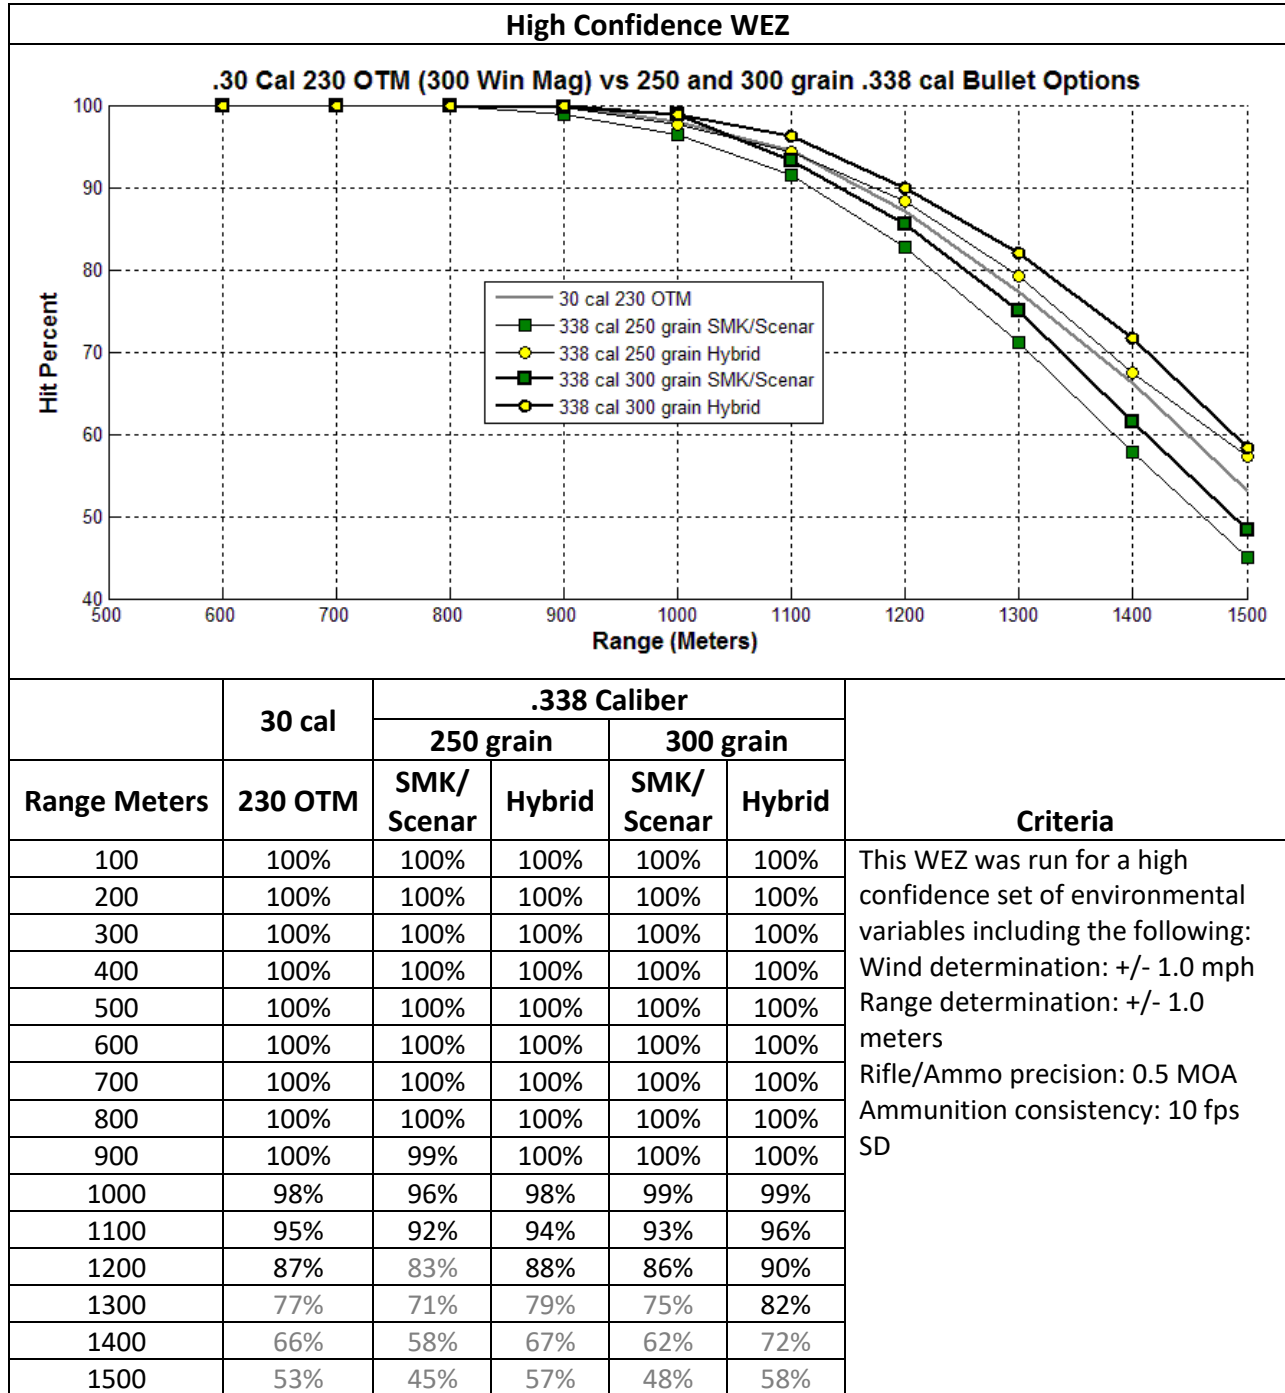 High Confidence WEZ
.30 Cal 230 OTM (300 Win Mag) vs 250 and 300 grain .338 cal Bullet Options
100
90
80
70
60
50
40
Hit Percent
30 cal 230 OTM
338 cal 250 grain SMK/Scenar
338 cal 250 grain Hybrid
338 cal 300 grain SMK/Scenar
338 cal 300 grain Hybrid
500 600 700 800 900 1000 1100 1200 1300 1400 1500
Range (Meters)
30 cal .338 Caliber
250 grain 300 grain
Range Meters 230 OTM SMK/ Scenar Hybrid SMK/ Scenar Hybrid Criteria
100 100% 100% 100% 100% 100%
200 100% 100% 100% 100% 100%
300 100% 100% 100% 100% 100%
400 100% 100% 100% 100% 100%
500 100% 100% 100% 100% 100%
600 100% 100% 100% 100% 100%
700 100% 100% 100% 100% 100%
800 100% 100% 100% 100% 100%
900 100% 99% 100% 100% 100%
1000 98% 96% 98% 99% 99%
1100 95% 92% 94% 93% 96%
1200 87% 83% 88% 86% 90%
1300 77% 71% 79% 75% 82%
1400 66% 58% 67% 62% 72%
1500 53% 45% 57% 48% 58%
This WEZ was run for a high
confidence set of environmental
variables including the following:
Wind determination: +/- 1.0 mph
Range determination: +/- 1.0
meters
Rifle/Ammo precision: 0.5 MOA
Ammunition consistency: 10 fps
SD